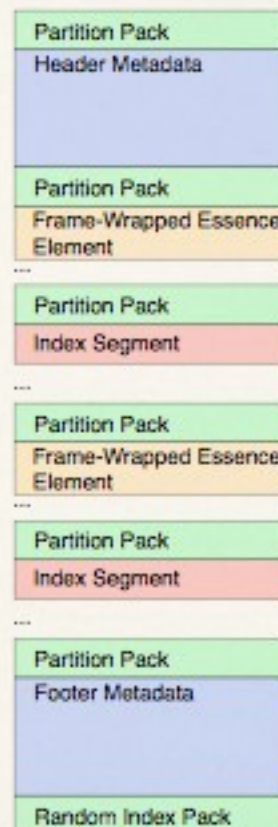 Partition Pack
Header Metadata
Partition Pack
Frame-Wrapped Essence
Element
...
Partition Pack
Index Segment
...
Partition Pack
Frame-Wrapped Essence
Element
...
Partition Pack
Index Segment
...
Partition Pack
Footer Metadata
Random Index Pack